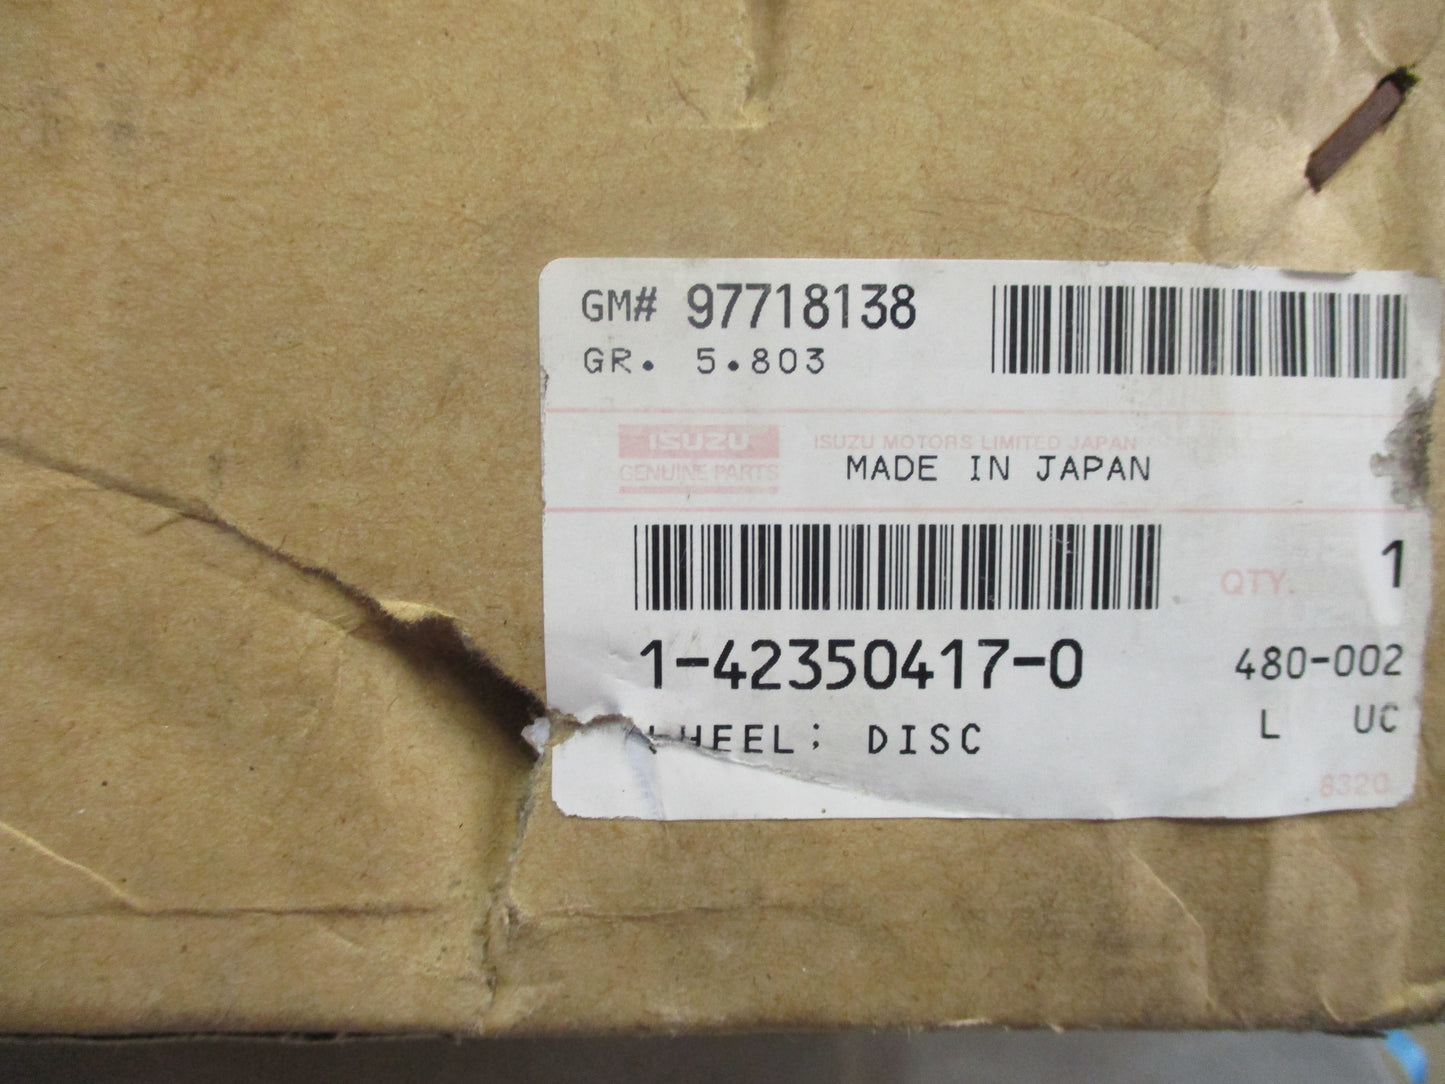 GM# 97718138
GR. 5.803
ISUZU
GENUINE PARTS
ISUZU MOTORS LIMITED JAPAN
MADE IN JAPAN
QTY. 1
1-42350417-0
480-002
WHEEL; DISC
L UC
8320